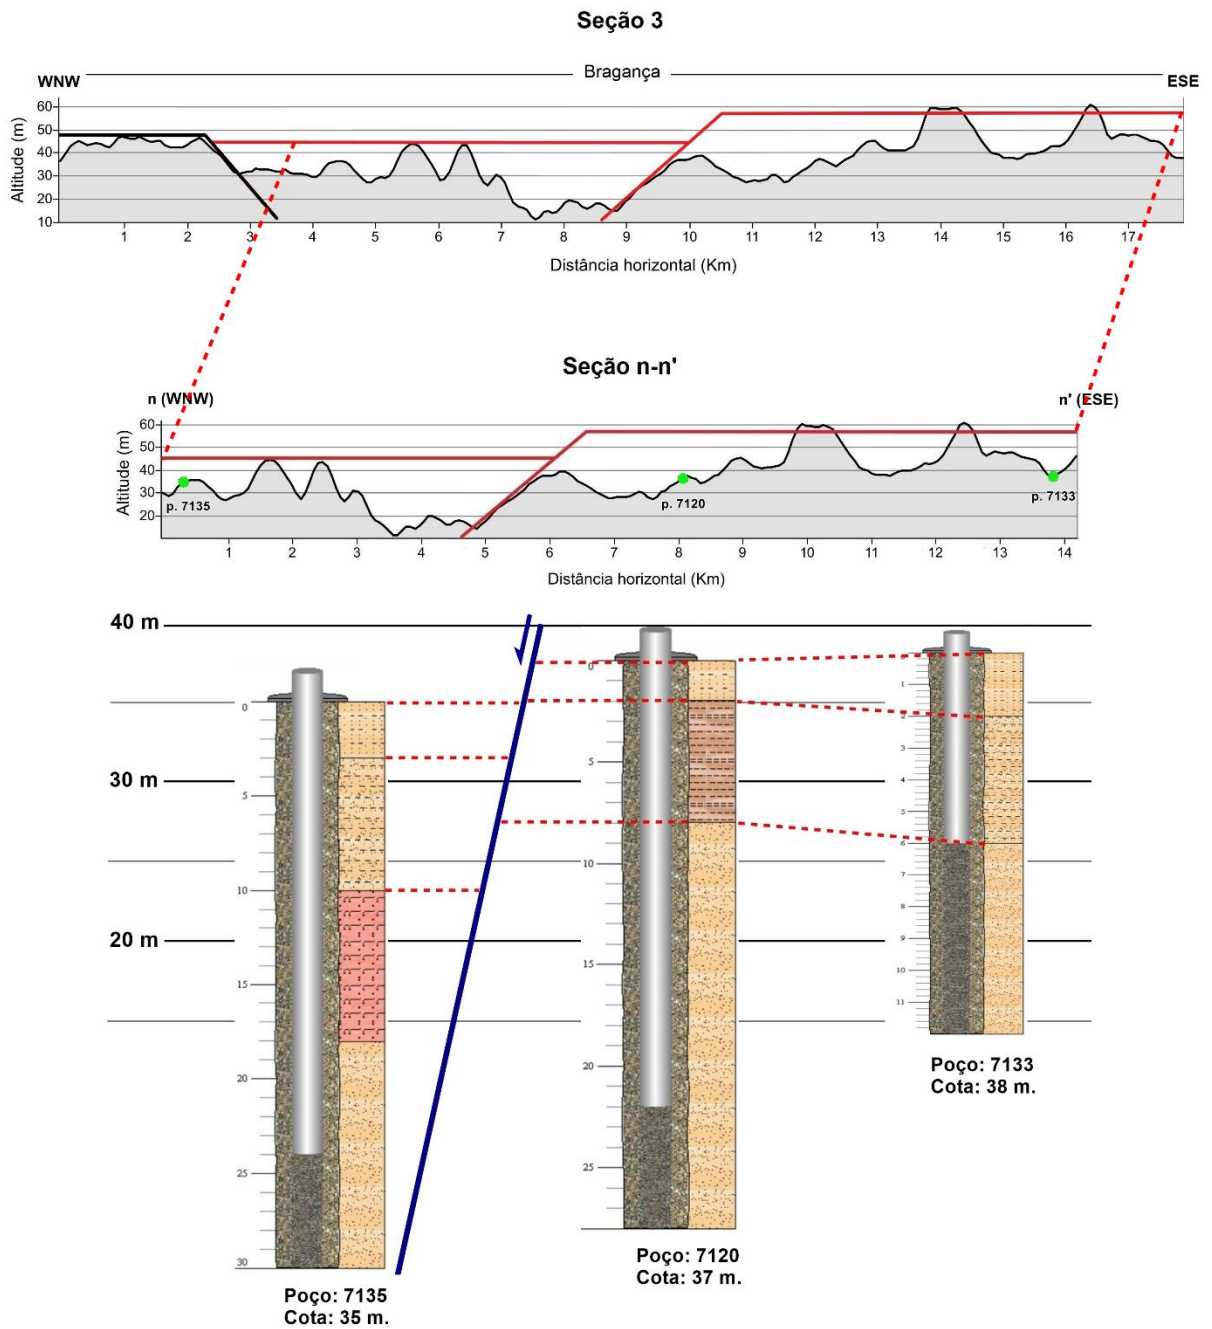 Seção 3
WNW
Bragança
ESE
Altitude (m)
60
50
40
30
20
10
1 2 3 4 5 6 7 8 9 10 11 12 13 14 15 16 17
Distância horizontal (Km)
Seção n-n'
n (WNW)
n' (ESE)
Altitude (m)
60
50
40
30
20
p. 7135
p. 7120
p. 7133
1 2 3 4 5 6 7 8 9 10 11 12 13 14
Distância horizontal (Km)
40 m
30 m
20 m
0
5
10
15
20
25
30
Poço: 7135
Cota: 35 m.
0
5
10
15
20
25
Poço: 7120
Cota: 37 m.
1
2
3
4
5
6
7
8
9
10
11
Poço: 7133
Cota: 38 m.